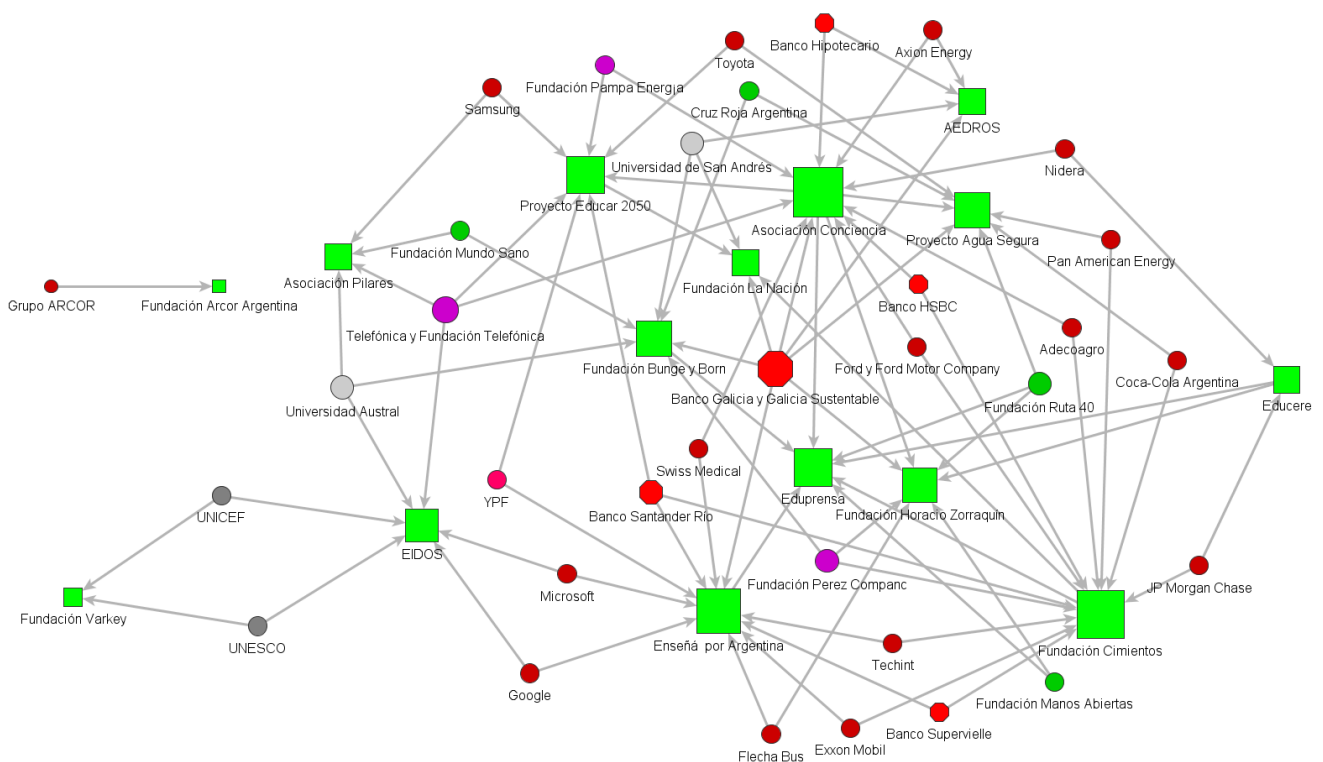 Banco Hipotecario
Axion Energy
Toyota
Fundación Pampa Energıa
Samsung
Cruz Roja Argentina
AEDROS
Universidad de San Andrés
Nidera
Proyecto Educar 2050
Asociación Conciencia
Proyecto Agua Segura
Fundación Mundo Sano
Pan American Energy
Asociación Pilares
Fundación La Nación
Grupo ARCOR
Fundación Arcor Argentina
Banco HSBC
Telefónica y Fundación Telefónica
Adecoagro
Fundación Bunge y Born
Ford y Ford Motor Company
Coca-Cola Argentina
Banco Galicia y Galicia Sustentable
Fundación Ruta 40
Educere
Universidad Austral
Swiss Medical
YPF
Eduprensa
Banco Santander Río
Fundación Horacio Zorraquín
UNICEF
EIDOS
Fundación Perez Companc
JP Morgan Chase
Microsoft
Fundación Varkey
UNESCO
Enseñá por Argentina
Fundación Cimientos
Techint
Google
Fundación Manos Abiertas
Banco Supervielle
Exxon Mobil
Flecha Bus